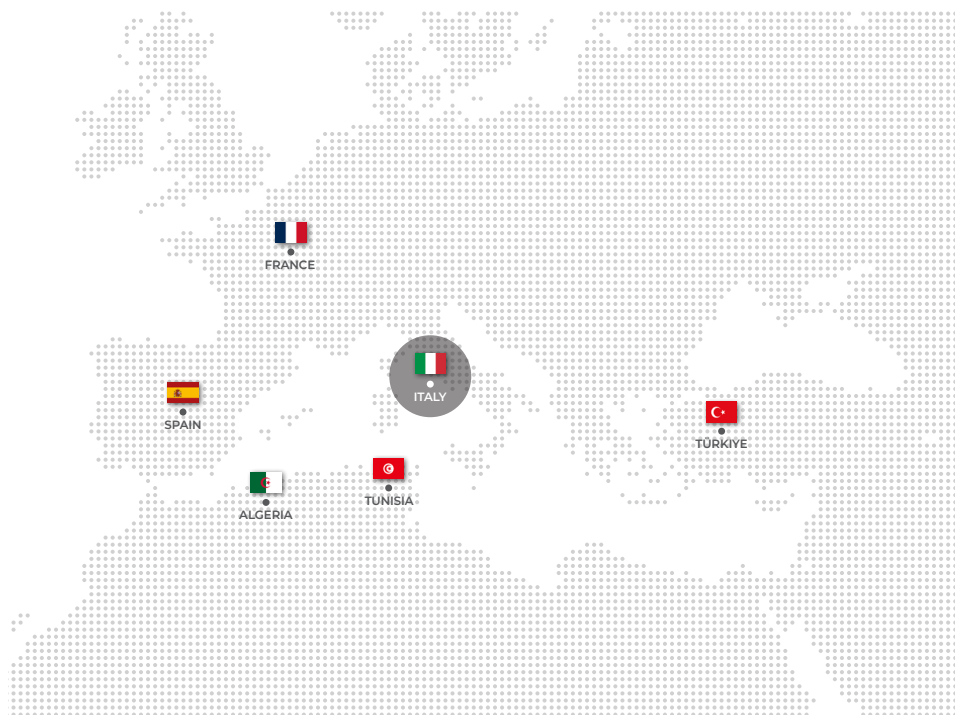 FRANCE
ITALY
SPAIN
TÜRKIYE
TUNISIA
ALGERIA